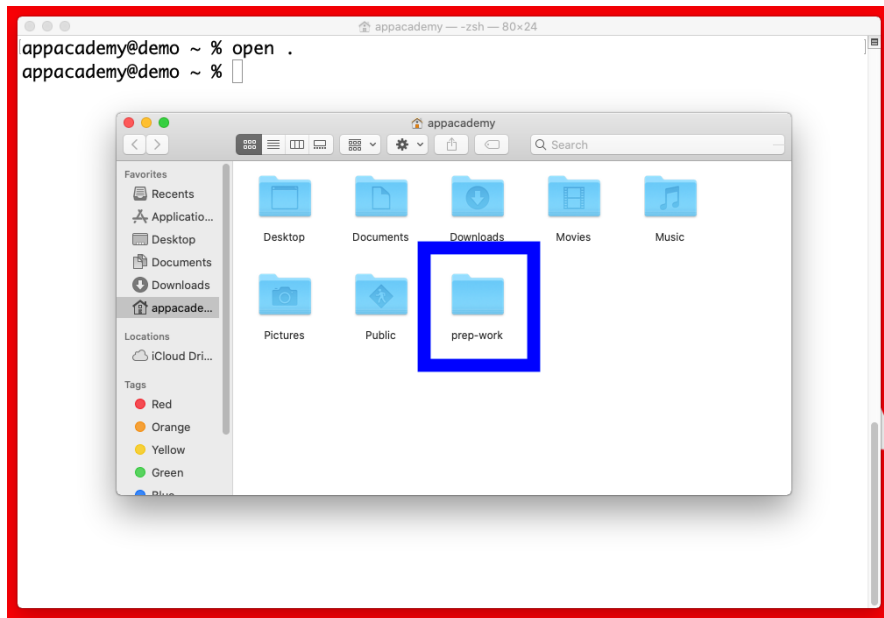 appacademy — -zsh — 80×24
appacademy@demo ~ % open .
appacademy@demo ~ %
appacademy
Search
Favorites
Recents
Applicatio...
Desktop
Documents
Downloads
appacade...
Locations
iCloud Dri...
Tags
Red
Orange
Yellow
Green
Blue
Desktop
Documents
Downloads
Movies
Music
Pictures
Public
prep-work